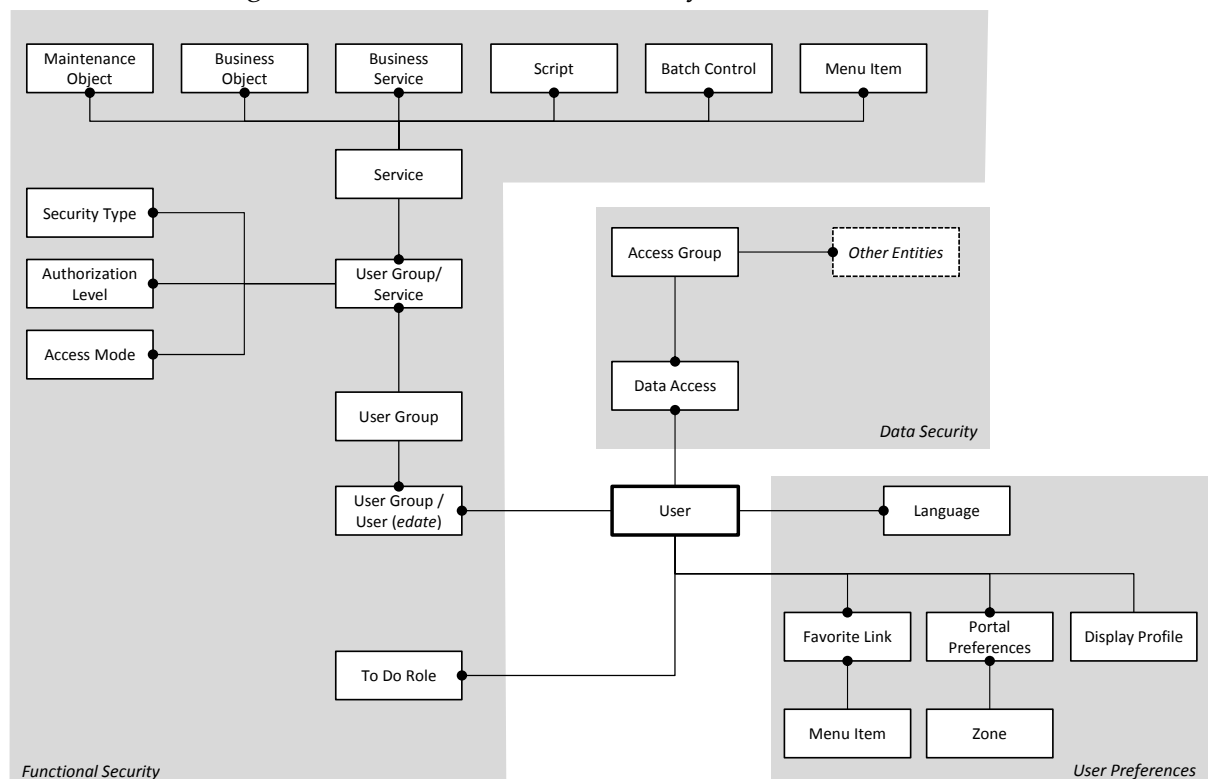 Maintenance
Object
Business
Object
Business
Service
Script
Batch Control
Menu Item
Service
Security Type
Authorization
Level
Access Mode
User Group/
Service
User Group
User Group /
User (edate)
To Do Role
Functional Security
Access Group
Other Entities
Data Access
Data Security
User
Language
Favorite Link
Portal
Preferences
Display Profile
Menu Item
Zone
User Preferences